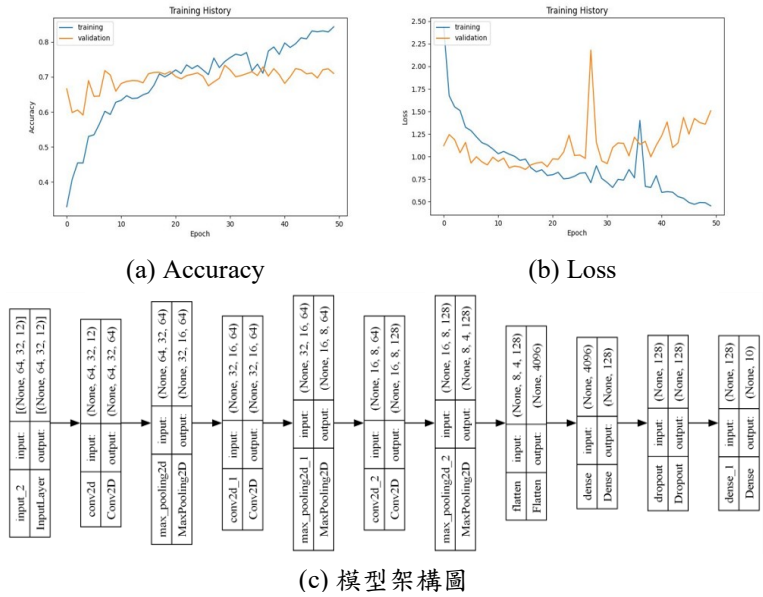 Training History
training
validation
0.8
0.7
0.6
0.5
0.4
Accuracy
0
10
20
30
40
50
Epoch
(a) Accuracy
Training History
training
validation
2.50
2.25
2.00
1.75
1.50
1.25
1.00
0.75
0.50
Loss
0
10
20
30
40
50
Epoch
(b) Loss
input_2 input: [(None, 64, 32, 12)]
InputLayer output: [(None, 64, 32, 12)]
conv2d input: (None, 64, 32, 12)
Conv2D output: (None, 64, 32, 64)
max_pooling2d input: (None, 64, 32, 64)
MaxPooling2D output: (None, 32, 16, 64)
conv2d_1 input: (None, 32, 16, 64)
Conv2D output: (None, 32, 16, 64)
max_pooling2d_1 input: (None, 32, 16, 64)
MaxPooling2D output: (None, 16, 8, 64)
conv2d_2 input: (None, 16, 8, 64)
Conv2D output: (None, 16, 8, 128)
max_pooling2d_2 input: (None, 16, 8, 128)
MaxPooling2D output: (None, 8, 4, 128)
flatten input: (None, 8, 4, 128)
Flatten output: (None, 4096)
dense input: (None, 4096)
Dense output: (None, 128)
dropout input: (None, 128)
Dropout output: (None, 128)
dense_1 input: (None, 128)
Dense output: (None, 10)
(c) 模型架構圖